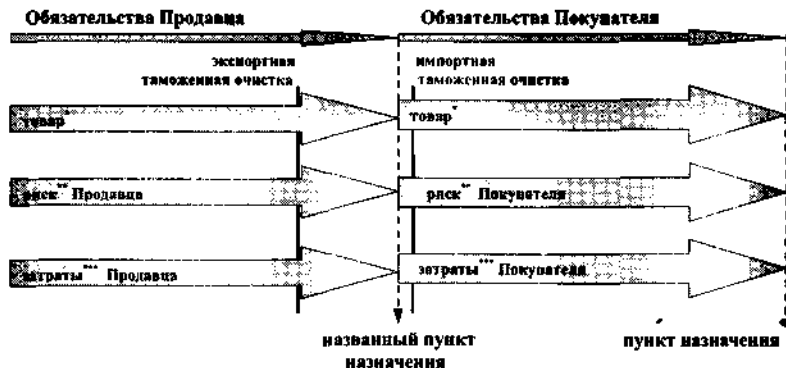 Обязательства Продавца
Обязательства Покупателя
экспортная
таможенная очистка
импортная
таможенная очистка
товар*
товар*
риск** Продавца
риск** Покупателя
затраты*** Продавца
затраты*** Покупателя
названный пункт
назначения
пункт назначения